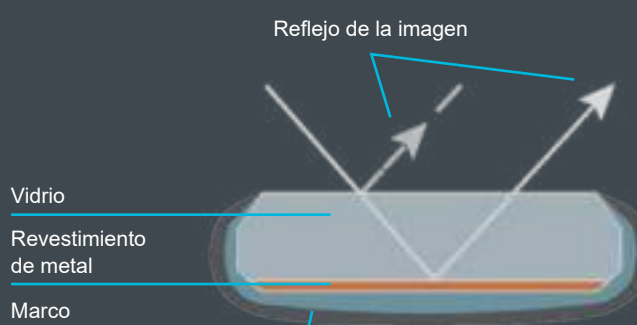 Reflejo de la imagen
Vidrio
Revestimiento
de metal
Marco